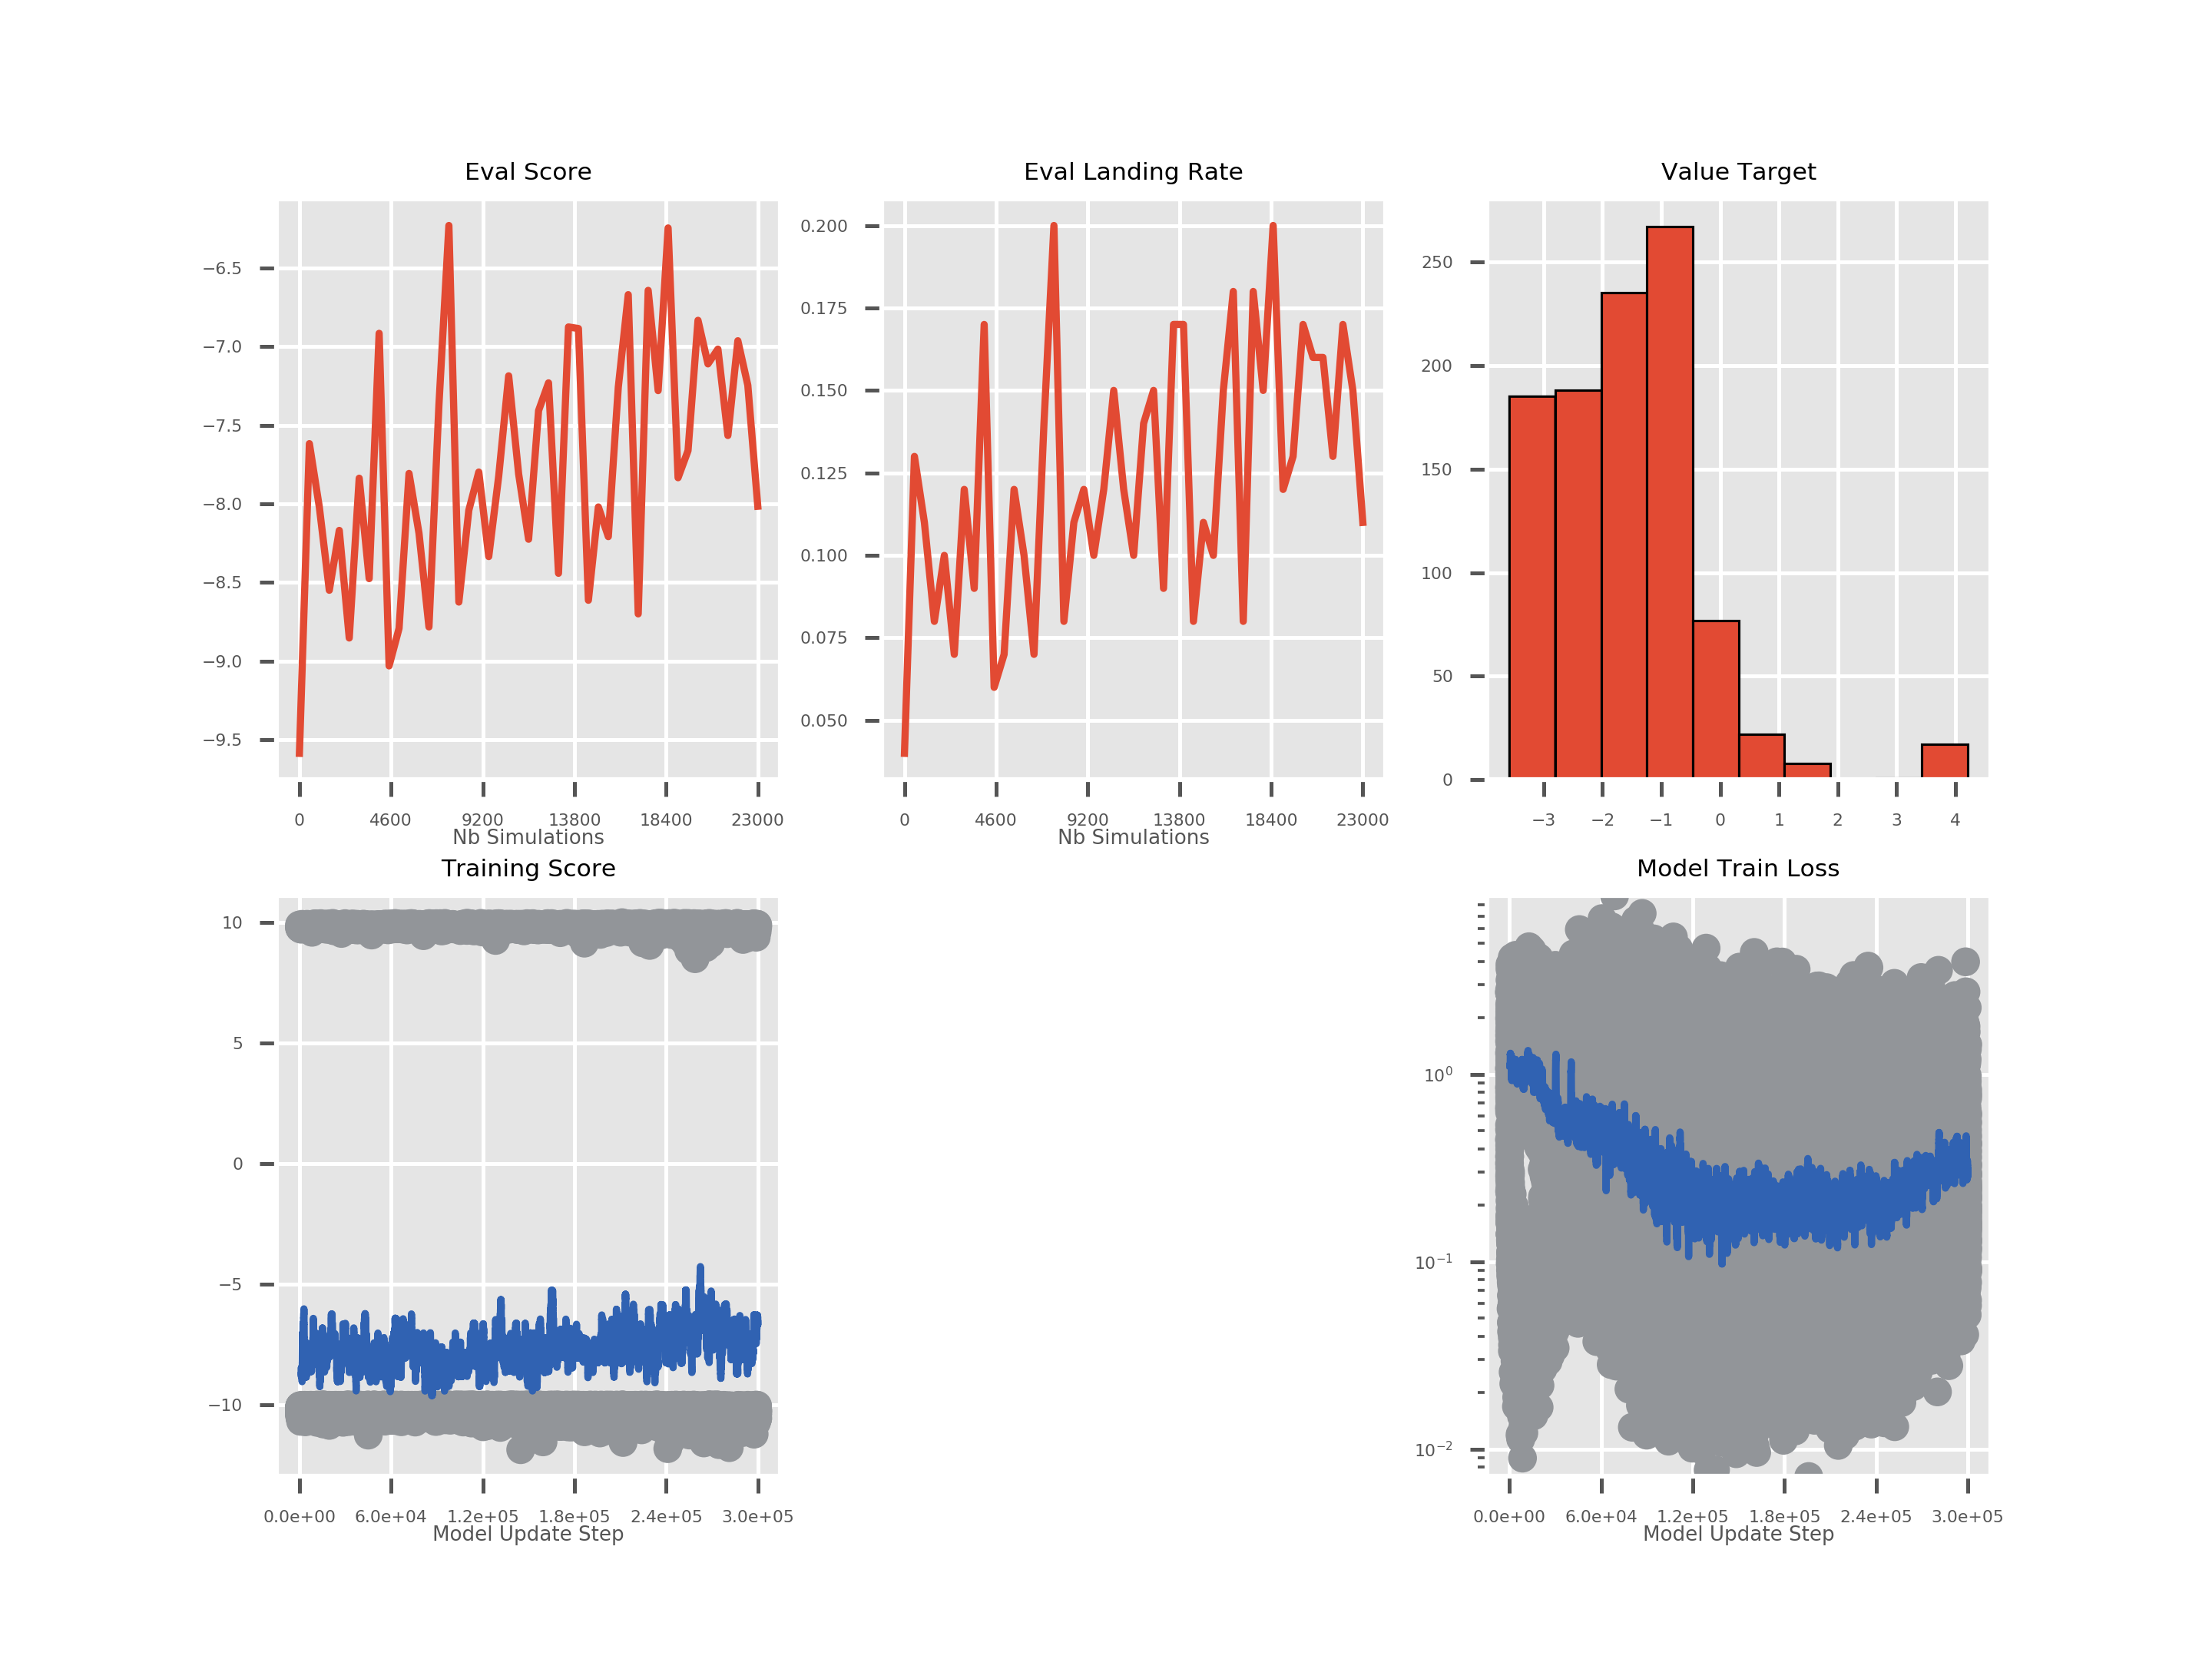 Eval Score
−6.5
−7.0
−7.5
−8.0
−8.5
−9.0
−9.5
0 4600 9200 13800 18400 23000
Nb Simulations
Eval Landing Rate
0.200
0.175
0.150
0.125
0.100
0.075
0.050
0 4600 9200 13800 18400 23000
Nb Simulations
Value Target
250
200
150
100
50
0
−3 −2 −1 0 1 2 3 4
Training Score
10
5
0
−5
−10
0.0e+00 6.0e+04 1.2e+05 1.8e+05 2.4e+05 3.0e+05
Model Update Step
Model Train Loss
10⁰
10⁻¹
10⁻²
0.0e+00 6.0e+04 1.2e+05 1.8e+05 2.4e+05 3.0e+05
Model Update Step